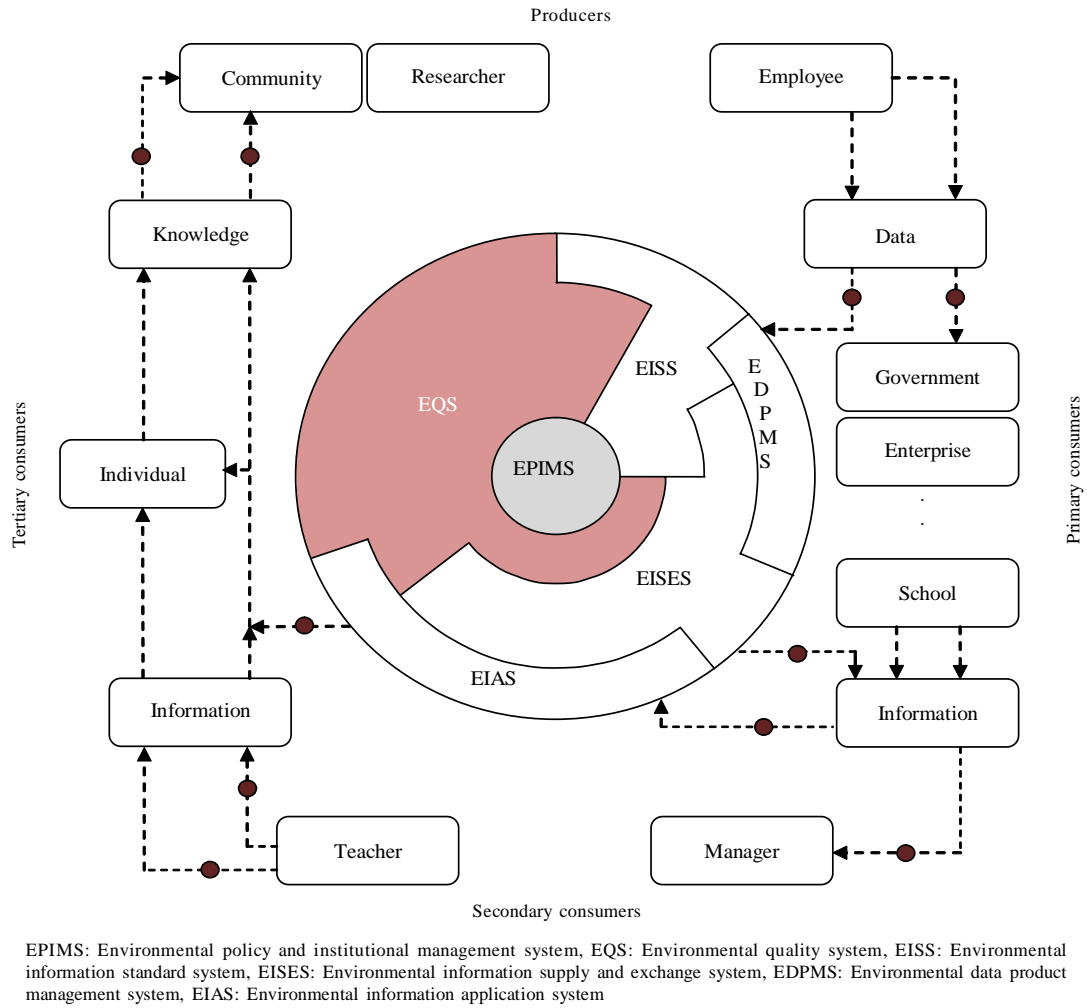 Producers
Community
Researcher
Employee
Knowledge
Data
EISS
E
D
P
M
S
Government
EQS
Enterprise
EPIMS
Individual
Tertiary consumers
Primary consumers
.
.
EISES
School
EIAS
Information
Information
Teacher
Manager
Secondary consumers
EPIMS: Environmental policy and institutional management system, EQS: Environmental quality system, EISS: Environmental
information standard system, EISES: Environmental information supply and exchange system, EDPMS: Environmental data product
management system, EIAS: Environmental information application system